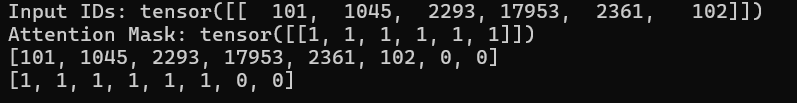 Input IDs: tensor([[  101,  1045,  2293, 17953,  2361,   102]])
Attention Mask: tensor([[1, 1, 1, 1, 1, 1]])
[101, 1045, 2293, 17953, 2361, 102, 0, 0]
[1, 1, 1, 1, 1, 1, 0, 0]